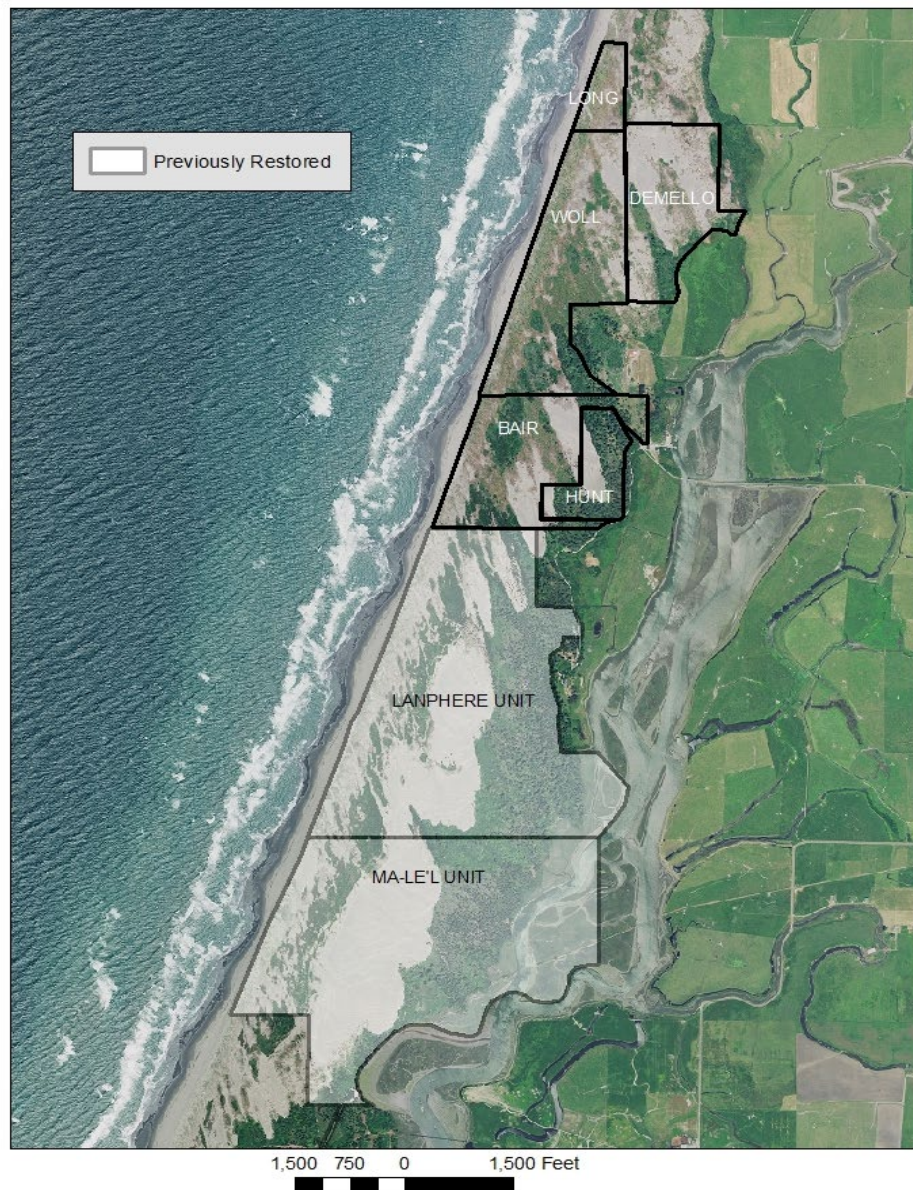 LONG
Previously Restored
DEMELLO
WOLL
BAIR
HUNT
LANPHERE UNIT
MA-LE'L UNIT
1,500 750 0 1,500 Feet